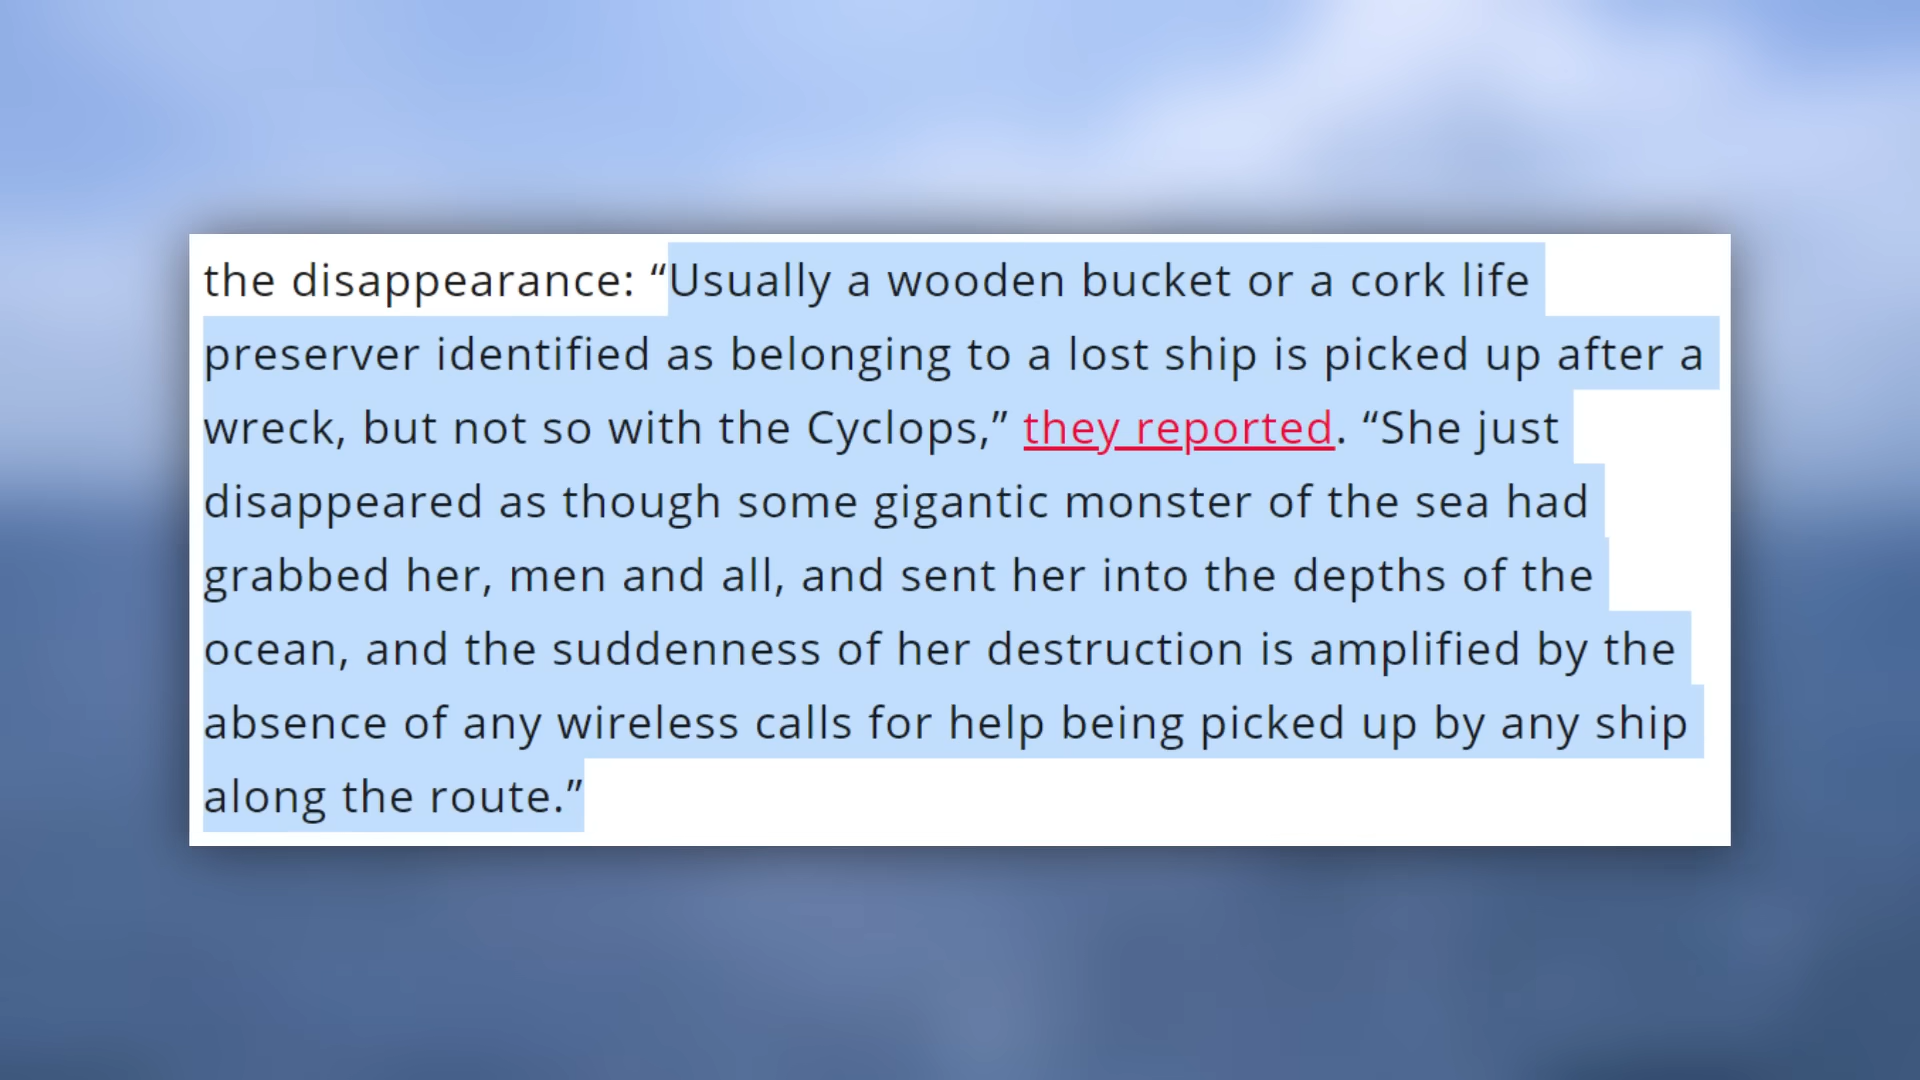 the disappearance: “Usually a wooden bucket or a cork life
preserver identified as belonging to a lost ship is picked up after a
wreck, but not so with the Cyclops,” they reported. “She just
disappeared as though some gigantic monster of the sea had
grabbed her, men and all, and sent her into the depths of the
ocean, and the suddenness of her destruction is amplified by the
absence of any wireless calls for help being picked up by any ship
along the route.”